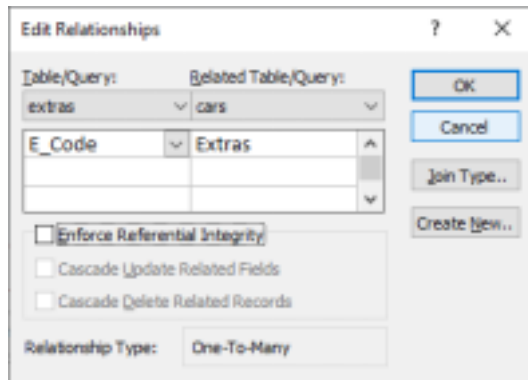 Edit Relationships ? ×
Table/Query: Related Table/Query:
extras cars
E_Code Extras
Enforce Referential Integrity
Cascade Update Related Fields
Cascade Delete Related Records
Relationship Type: One-To-Many
OK
Cancel
Join Type..
Create New..